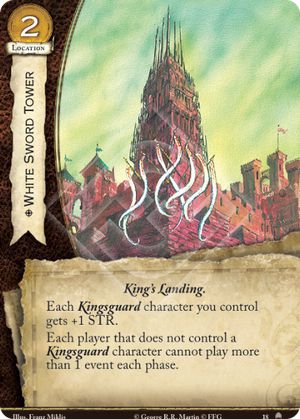 2
LOCATION
WHITE SWORD TOWER
King's Landing.
Each Kingsguard character you control
gets +1 STR.
Each player that does not control a
Kingsguard character cannot play more
than 1 event each phase.
Illus. Franz Miklis
© George R.R. Martin © FFG
18